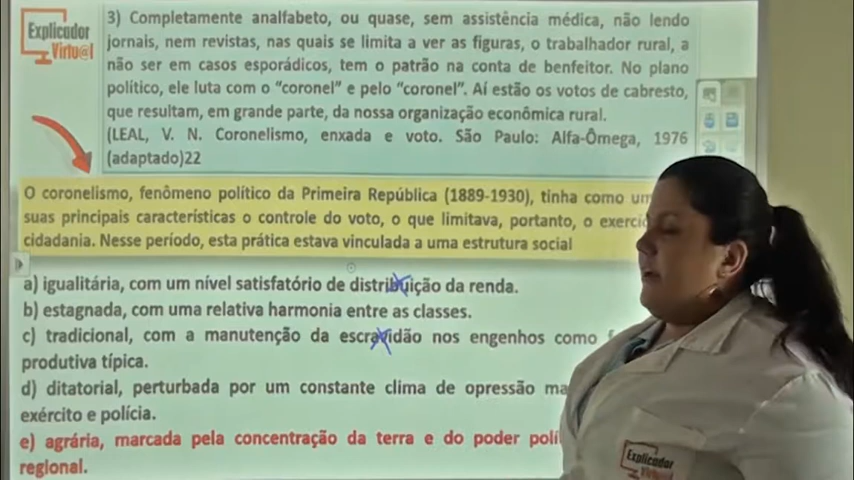 Explicador
Virtu@l
3) Completamente analfabeto, ou quase, sem assistência médica, não lendo
jornais, nem revistas, nas quais se limita a ver as figuras, o trabalhador rural, a
não ser em casos esporádicos, tem o patrão na conta de benfeitor. No plano
político, ele luta com o “coronel” e pelo “coronel”. Aí estão os votos de cabresto,
que resultam, em grande parte, da nossa organização econômica rural.
(LEAL, V. N. Coronelismo, enxada e voto. São Paulo: Alfa-Ômega, 1976
(adaptado)22
O coronelismo, fenômeno político da Primeira República (1889-1930), tinha como
suas principais características o controle do voto, o que limitava, portanto, o
cidadania. Nesse período, esta prática estava vinculada a uma estrutura social
a) igualitária, com um nível satisfatório de distribuição da renda.
b) estagnada, com uma relativa harmonia entre as classes.
c) tradicional, com a manutenção da escravidão nos engenhos como
produtiva típica.
d) ditatorial, perturbada por um constante clima de opressão
exército e polícia.
e) agrária, marcada pela concentração da terra e do poder
regional.
Explicador